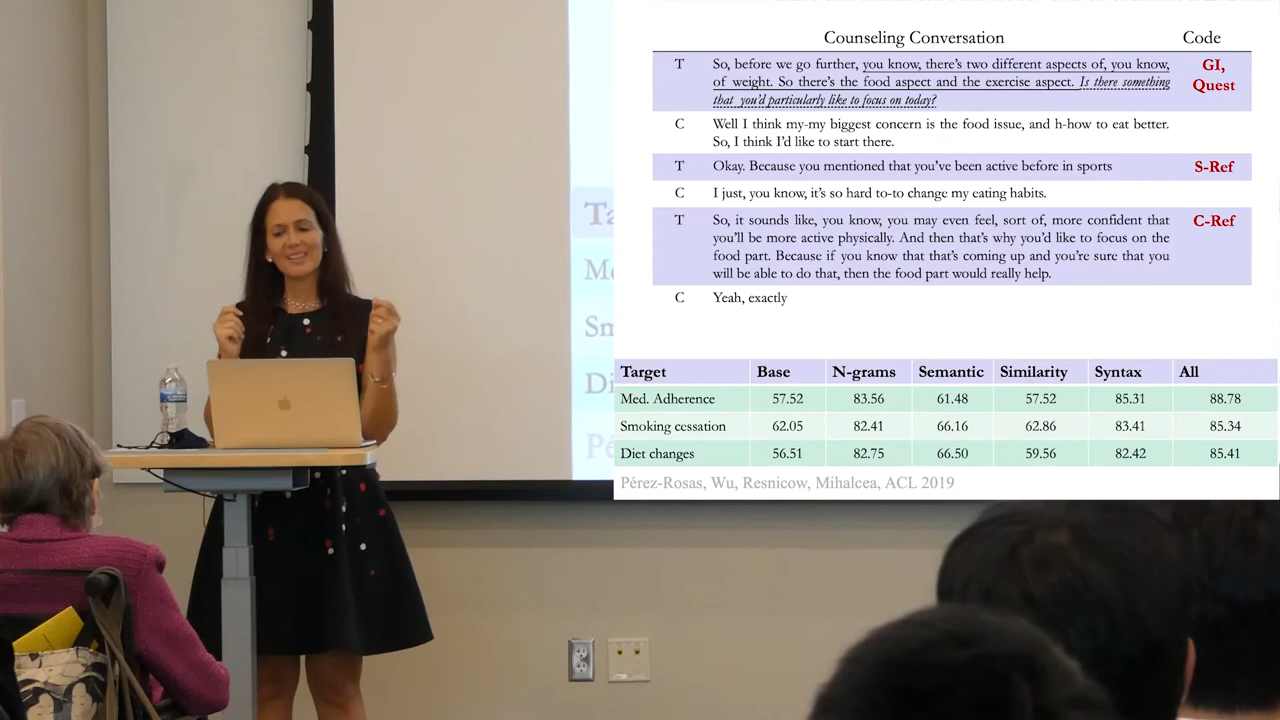 Counseling Conversation Code
T So, before we go further, you know, there's two different aspects of, you know, GI,
of weight. So there's the food aspect and the exercise aspect. Is there something Quest
that you'd particularly like to focus on today?
C Well I think my-my biggest concern is the food issue, and h-how to eat better.
So, I think I'd like to start there.
T Okay. Because you mentioned that you've been active before in sports S-Ref
C I just, you know, it's so hard to-to change my eating habits.
T So, it sounds like, you know, you may even feel, sort of, more confident that C-Ref
you'll be more active physically. And then that's why you'd like to focus on the
food part. Because if you know that that's coming up and you're sure that you
will be able to do that, then the food part would really help.
C Yeah, exactly
Target Base N-grams Semantic Similarity Syntax All
Med. Adherence 57.52 83.56 61.48 57.52 85.31 88.78
Smoking cessation 62.05 82.41 66.16 62.86 83.41 85.34
Diet changes 56.51 82.75 66.50 59.56 82.42 85.41
Pérez-Rosas, Wu, Resnicow, Mihalcea, ACL 2019